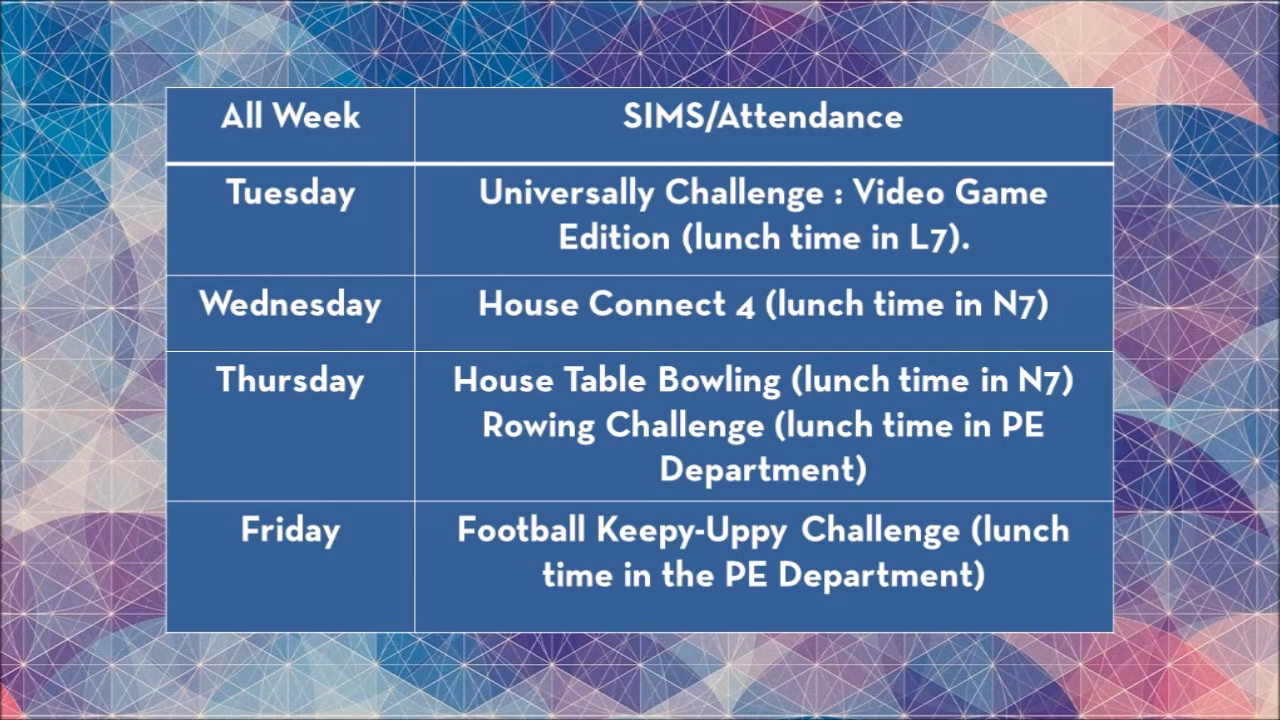 All Week
SIMS/Attendance
Tuesday
Universally Challenge : Video Game
Edition (lunch time in L7).
Wednesday
House Connect 4 (lunch time in N7)
Thursday
House Table Bowling (lunch time in N7)
Rowing Challenge (lunch time in PE
Department)
Friday
Football Keepy-Uppy Challenge (lunch
time in the PE Department)